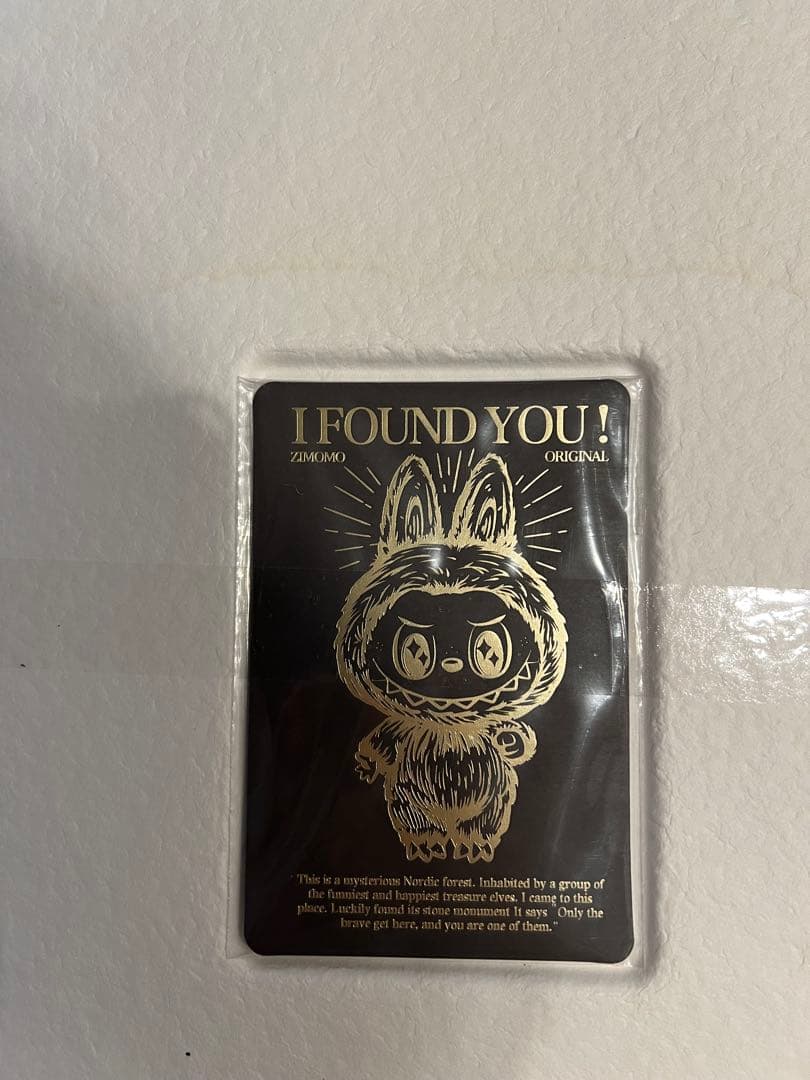 I FOUND YOU !
ZIMOMO ORIGINAL
This is a mysterious Nordic forest. Inhabited by a group of
the funniest and happiest treasure elves. I came to this
place. Luckily found its stone monument It says "Only the
brave get here, and you are one of them."